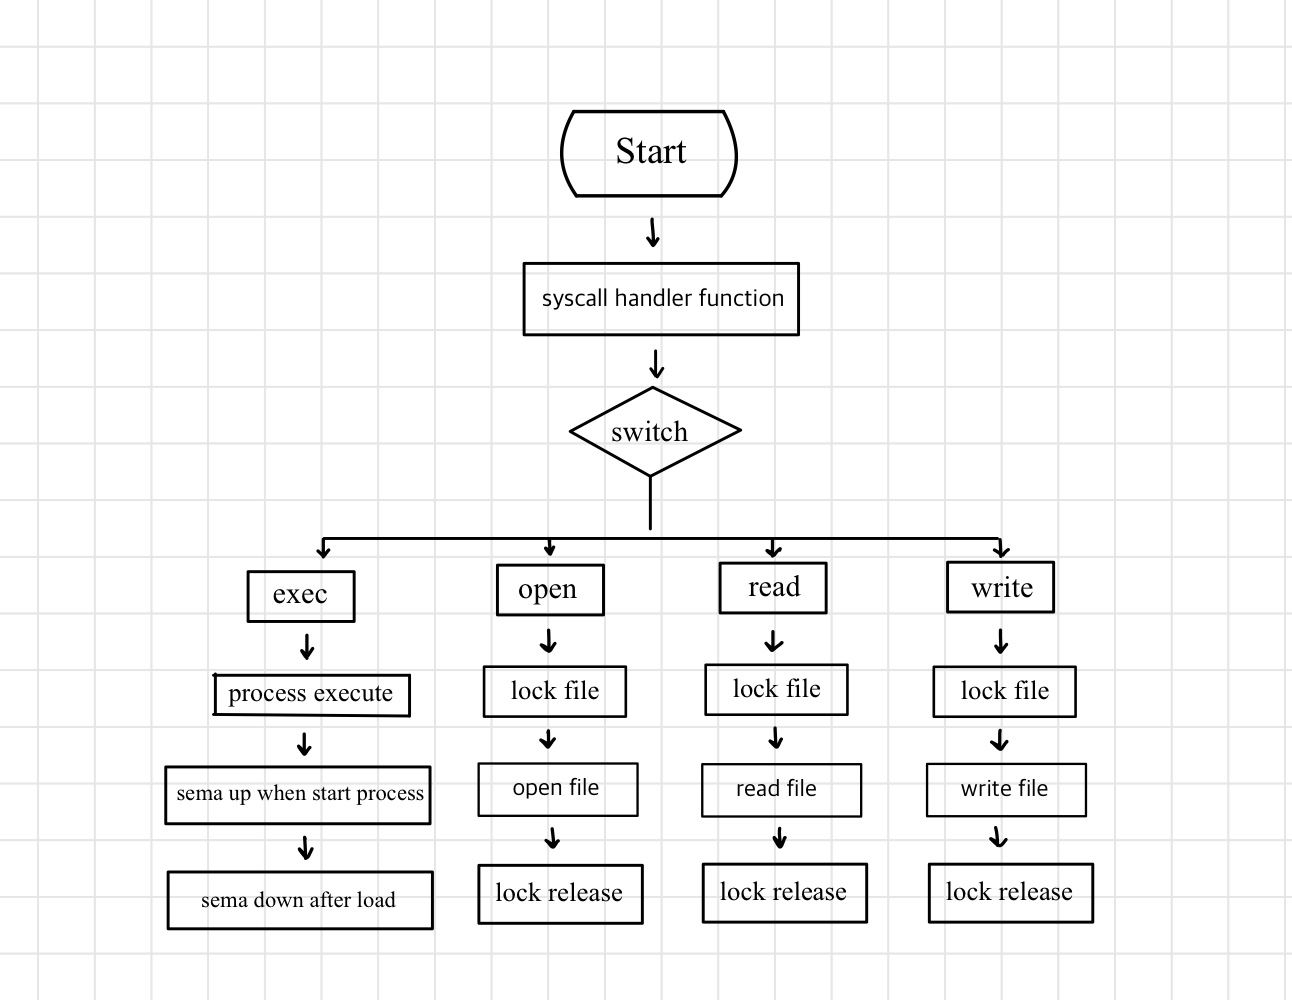 Start
syscall handler function
switch
exec
open
read
write
process execute
lock file
lock file
lock file
sema up when start process
open file
read file
write file
sema down after load
lock release
lock release
lock release